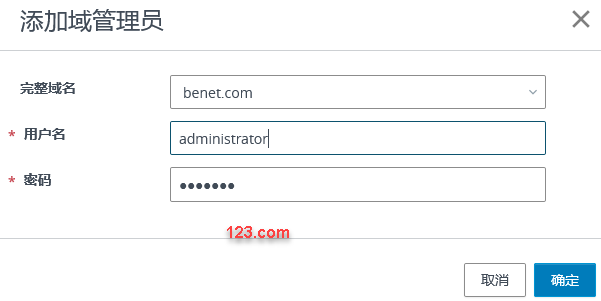 添加域管理员
完整域名 benet.com
* 用户名 administrator
* 密码 •••••••
123.com
取消 确定